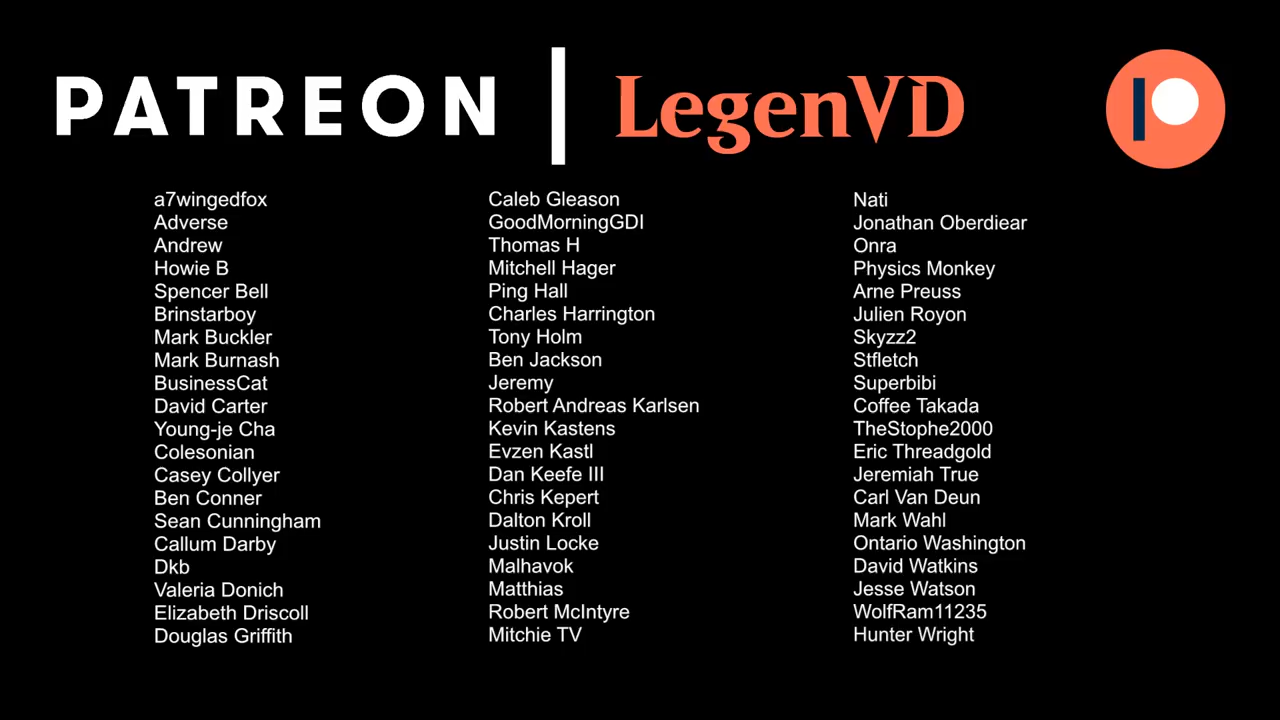 PATREON | LegenVD
a7wingedfox
Adverse
Andrew
Howie B
Spencer Bell
Brinstarboy
Mark Buckler
Mark Burnash
BusinessCat
David Carter
Young-je Cha
Colesonian
Casey Collyer
Ben Conner
Sean Cunningham
Callum Darby
Dkb
Valeria Donich
Elizabeth Driscoll
Douglas Griffith
Caleb Gleason
GoodMorningGDI
Thomas H
Mitchell Hager
Ping Hall
Charles Harrington
Tony Holm
Ben Jackson
Jeremy
Robert Andreas Karlsen
Kevin Kastens
Evzen Kastl
Dan Keefe III
Chris Kepert
Dalton Kroll
Justin Locke
Malhavok
Matthias
Robert McIntyre
Mitchie TV
Nati
Jonathan Oberdiear
Onra
Physics Monkey
Arne Preuss
Julien Royon
Skyzz2
Stfletch
Superbibi
Coffee Takada
TheStophe2000
Eric Threadgold
Jeremiah True
Carl Van Deun
Mark Wahl
Ontario Washington
David Watkins
Jesse Watson
WolfRam11235
Hunter Wright